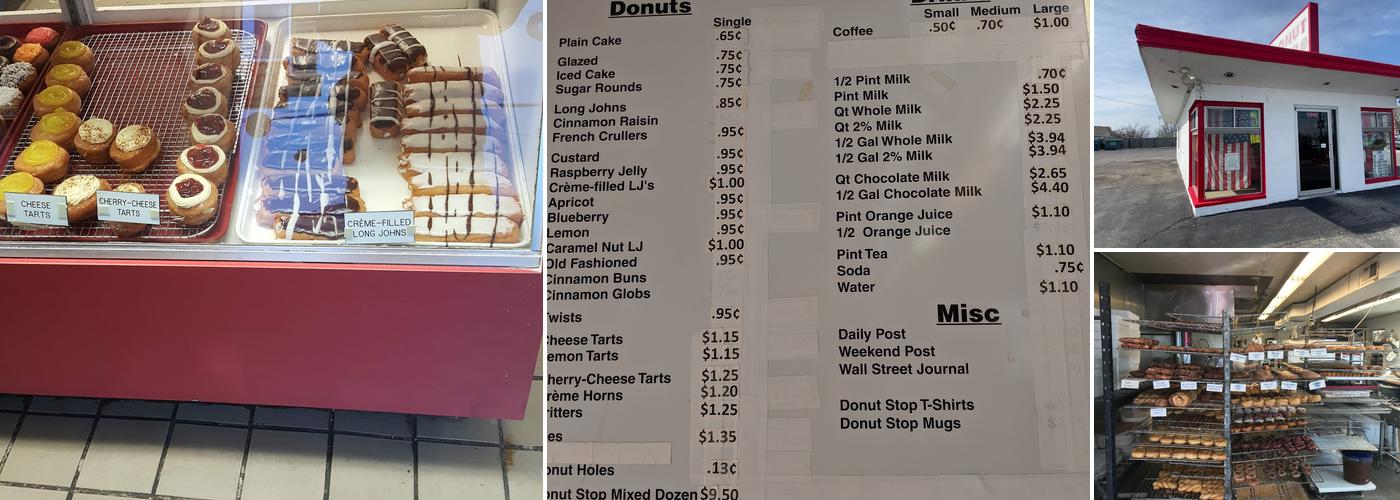 CHEESE
TARTS
CHERRY-CHEESE
TARTS
CRÈME-FILLED
LONG JOHNS
Donuts
Single
Plain Cake .65¢
Glazed .75¢
Iced Cake .75¢
Sugar Rounds .75¢
Long Johns .85¢
Cinnamon Raisin
French Crullers .95¢
Custard .95¢
Raspberry Jelly .95¢
Crème-filled LJ's $1.00
Apricot .95¢
Blueberry .95¢
Lemon .95¢
Caramel Nut LJ $1.00
Old Fashioned .95¢
Cinnamon Buns
Cinnamon Globs
Twists .95¢
Cheese Tarts $1.15
emon Tarts $1.15
herry-Cheese Tarts $1.25
rème Horns $1.20
ritters $1.25
es $1.35
onut Holes .13¢
onut Stop Mixed Dozen $9.50
Small Medium Large
Coffee .50¢ .70¢ $1.00
1/2 Pint Milk .70¢
Pint Milk $1.50
Qt Whole Milk $2.25
Qt 2% Milk $2.25
1/2 Gal Whole Milk $3.94
1/2 Gal 2% Milk $3.94
Qt Chocolate Milk $2.65
1/2 Gal Chocolate Milk $4.40
Pint Orange Juice $1.10
1/2 Orange Juice
Pint Tea $1.10
Soda .75¢
Water $1.10
Misc
Daily Post
Weekend Post
Wall Street Journal
Donut Stop T-Shirts
Donut Stop Mugs